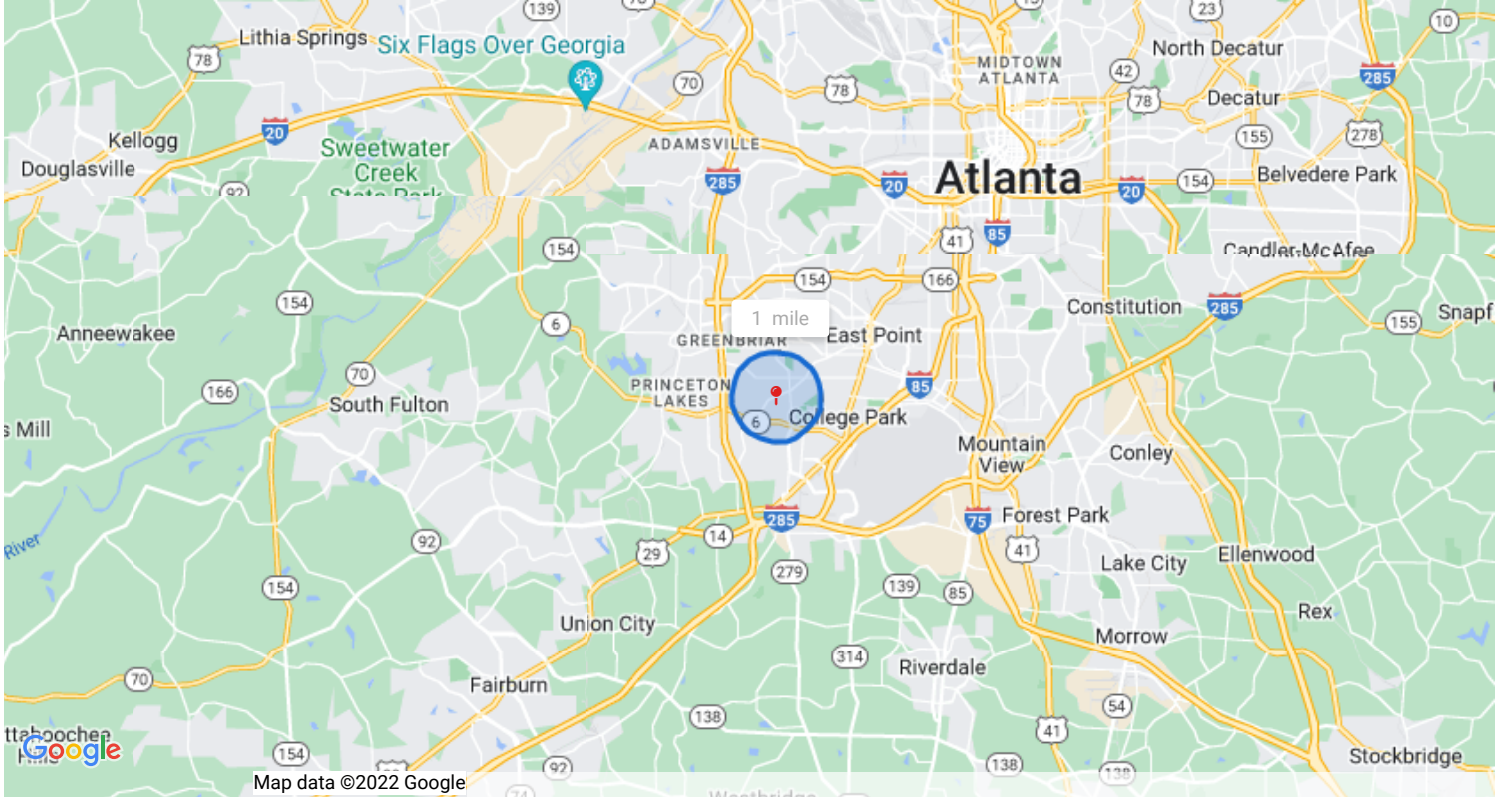 139
23
10
Lithia Springs
Six Flags Over Georgia
78
MIDTOWN
ATLANTA
North Decatur
42
285
70
78
78
Decatur
20
Kellogg
155
278
Douglasville
Sweetwater
Creek
State Park
ADAMSVILLE
92
285
20
Atlanta
20
154
Belvedere Park
41
85
154
Candler-McAfee
154
166
154
Constitution
285
Snapf
155
Anneewakee
6
1 mile
GREENBRIAR
East Point
70
166
PRINCETON
LAKES
85
South Fulton
6
College Park
s Mill
Mountain
View
Conley
285
75
Forest Park
River
92
29
14
41
Lake City
Ellenwood
279
139
85
154
Rex
Union City
Morrow
314
Riverdale
70
Fairburn
54
138
41
ttahoochee
Hills
Google
154
92
138
138
Stockbridge
Map data ©2022 Google
74
Westbridge